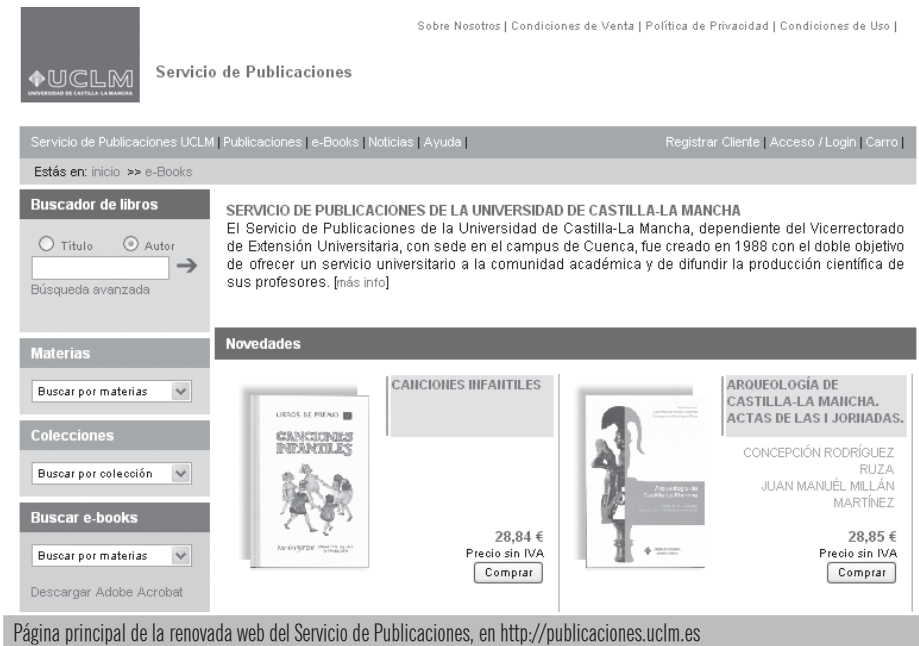 Sobre Nosotros | Condiciones de Venta | Política de Privacidad | Condiciones de Uso |
UCLM
UNIVERSIDAD DE CASTILLA-LA MANCHA
Servicio de Publicaciones
Servicio de Publicaciones UCLM | Publicaciones | e-Books | Noticias | Ayuda |
Registrar Cliente | Acceso / Login | Carro |
Estás en: inicio >> e-Books
Buscador de libros
Título
Autor
Búsqueda avanzada
Materias
Buscar por materias
Colecciones
Buscar por colección
Buscar e-books
Buscar por materias
Descargar Adobe Acrobat
SERVICIO DE PUBLICACIONES DE LA UNIVERSIDAD DE CASTILLA-LA MANCHA
El Servicio de Publicaciones de la Universidad de Castilla-La Mancha, dependiente del Vicerrectorado
de Extensión Universitaria, con sede en el campus de Cuenca, fue creado en 1988 con el doble objetivo
de ofrecer un servicio universitario a la comunidad académica y de difundir la producción científica de
sus profesores. [más info]
Novedades
LIBROS DE PREMIO
CANCIONES
INFANTILES
CANCIONES INFANTILES
28,84 €
Precio sin IVA
Comprar
Arqueología de
Castilla-La Mancha
ARQUEOLOGÍA DE
CASTILLA-LA MANCHA.
ACTAS DE LAS I JORNADAS.
CONCEPCIÓN RODRÍGUEZ
RUZA
JUAN MANUÉL MILLÁN
MARTÍNEZ
28,85 €
Precio sin IVA
Comprar
Página principal de la renovada web del Servicio de Publicaciones, en http://publicaciones.uclm.es